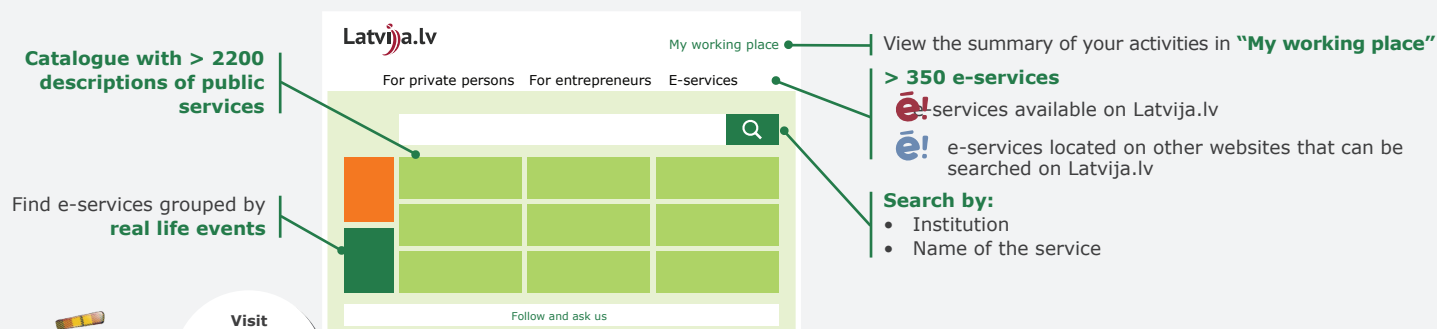 Catalogue with > 2200
descriptions of public
services
Find e-services grouped by
real life events
Visit
Latvija.lv
My working place
For private persons For entrepreneurs E-services
Follow and ask us
View the summary of your activities in “My working place”
> 350 e-services
ē! e-services available on Latvija.lv
ē! e-services located on other websites that can be
searched on Latvija.lv
Search by:
• Institution
• Name of the service